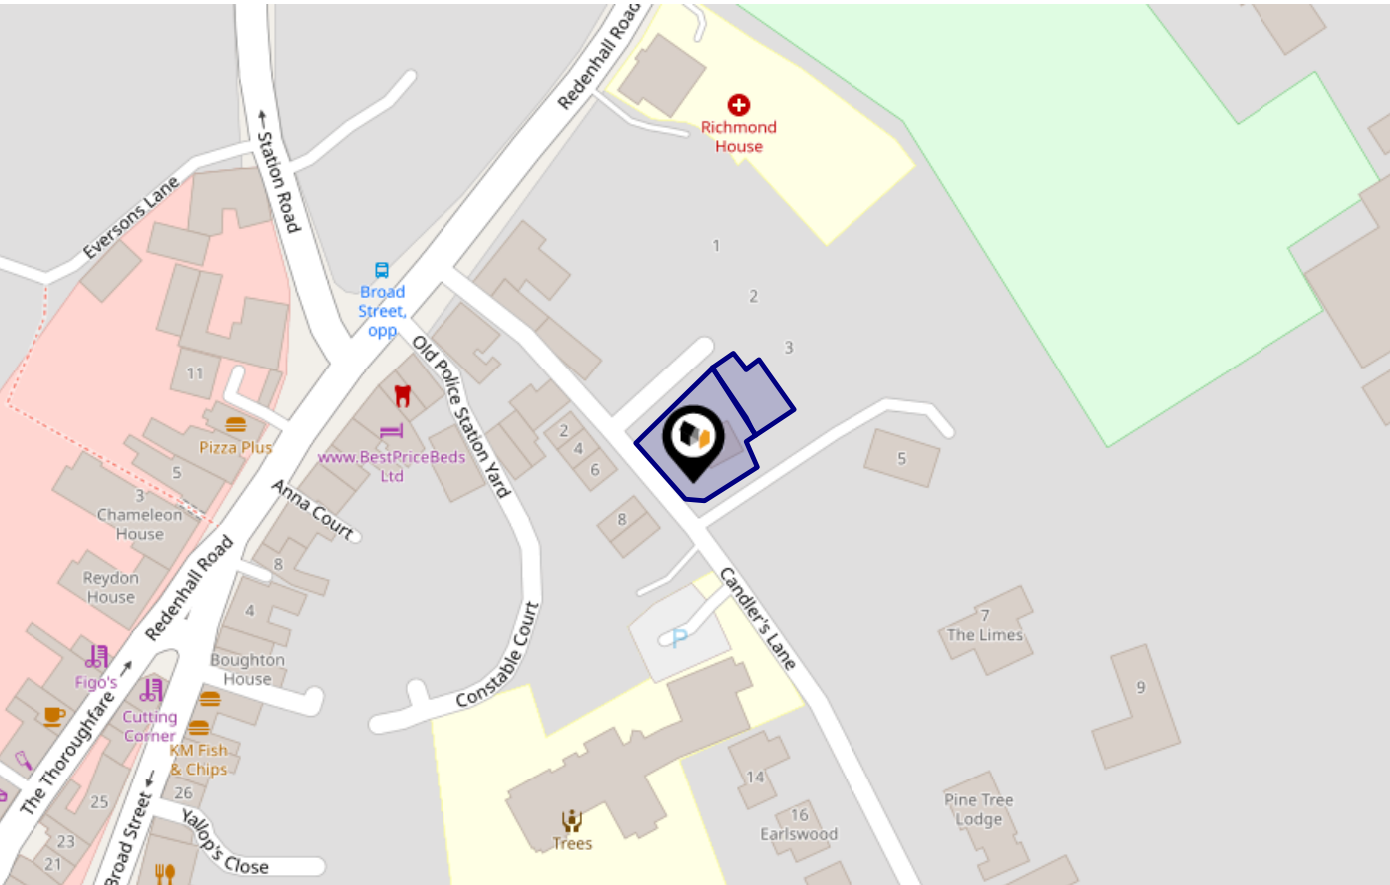 Redenhall Road
Station Road
Eversons Lane
Richmond
House
1
2
3
Broad
Street,
opp
Old Police Station Yard
11
Pizza Plus
www.BestPriceBeds
Ltd
2
4
6
8
5
5
3
Chameleon
House
Anna Court
Reydon
House
Redenhall Road
8
4
Boughton
House
Constable Court
Candler's Lane
P
7
The Limes
9
Figo's
Cutting
Corner
KM Fish
& Chips
The Thoroughfare
Broad Street
26
25
23
21
Yallop's Close
Trees
14
16
Earlswood
Pine Tree
Lodge